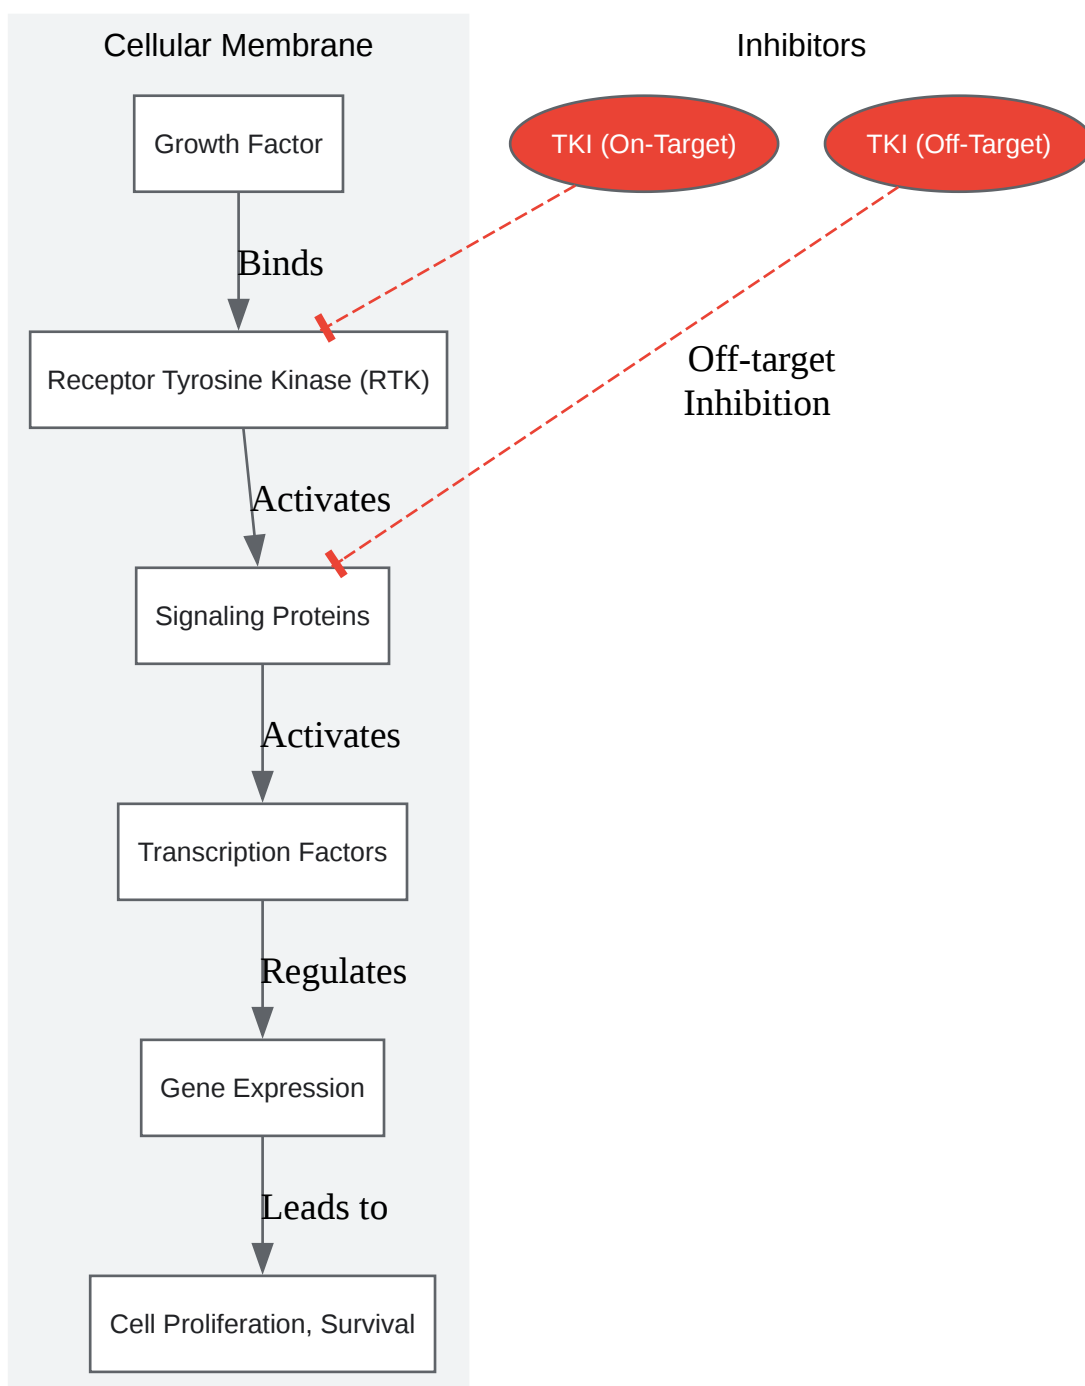 Cellular Membrane
Inhibitors
Growth Factor
TKI (On-Target)
TKI (Off-Target)
Binds
Off-target
Inhibition
Receptor Tyrosine Kinase (RTK)
Activates
Signaling Proteins
Activates
Transcription Factors
Regulates
Gene Expression
Leads to
Cell Proliferation, Survival